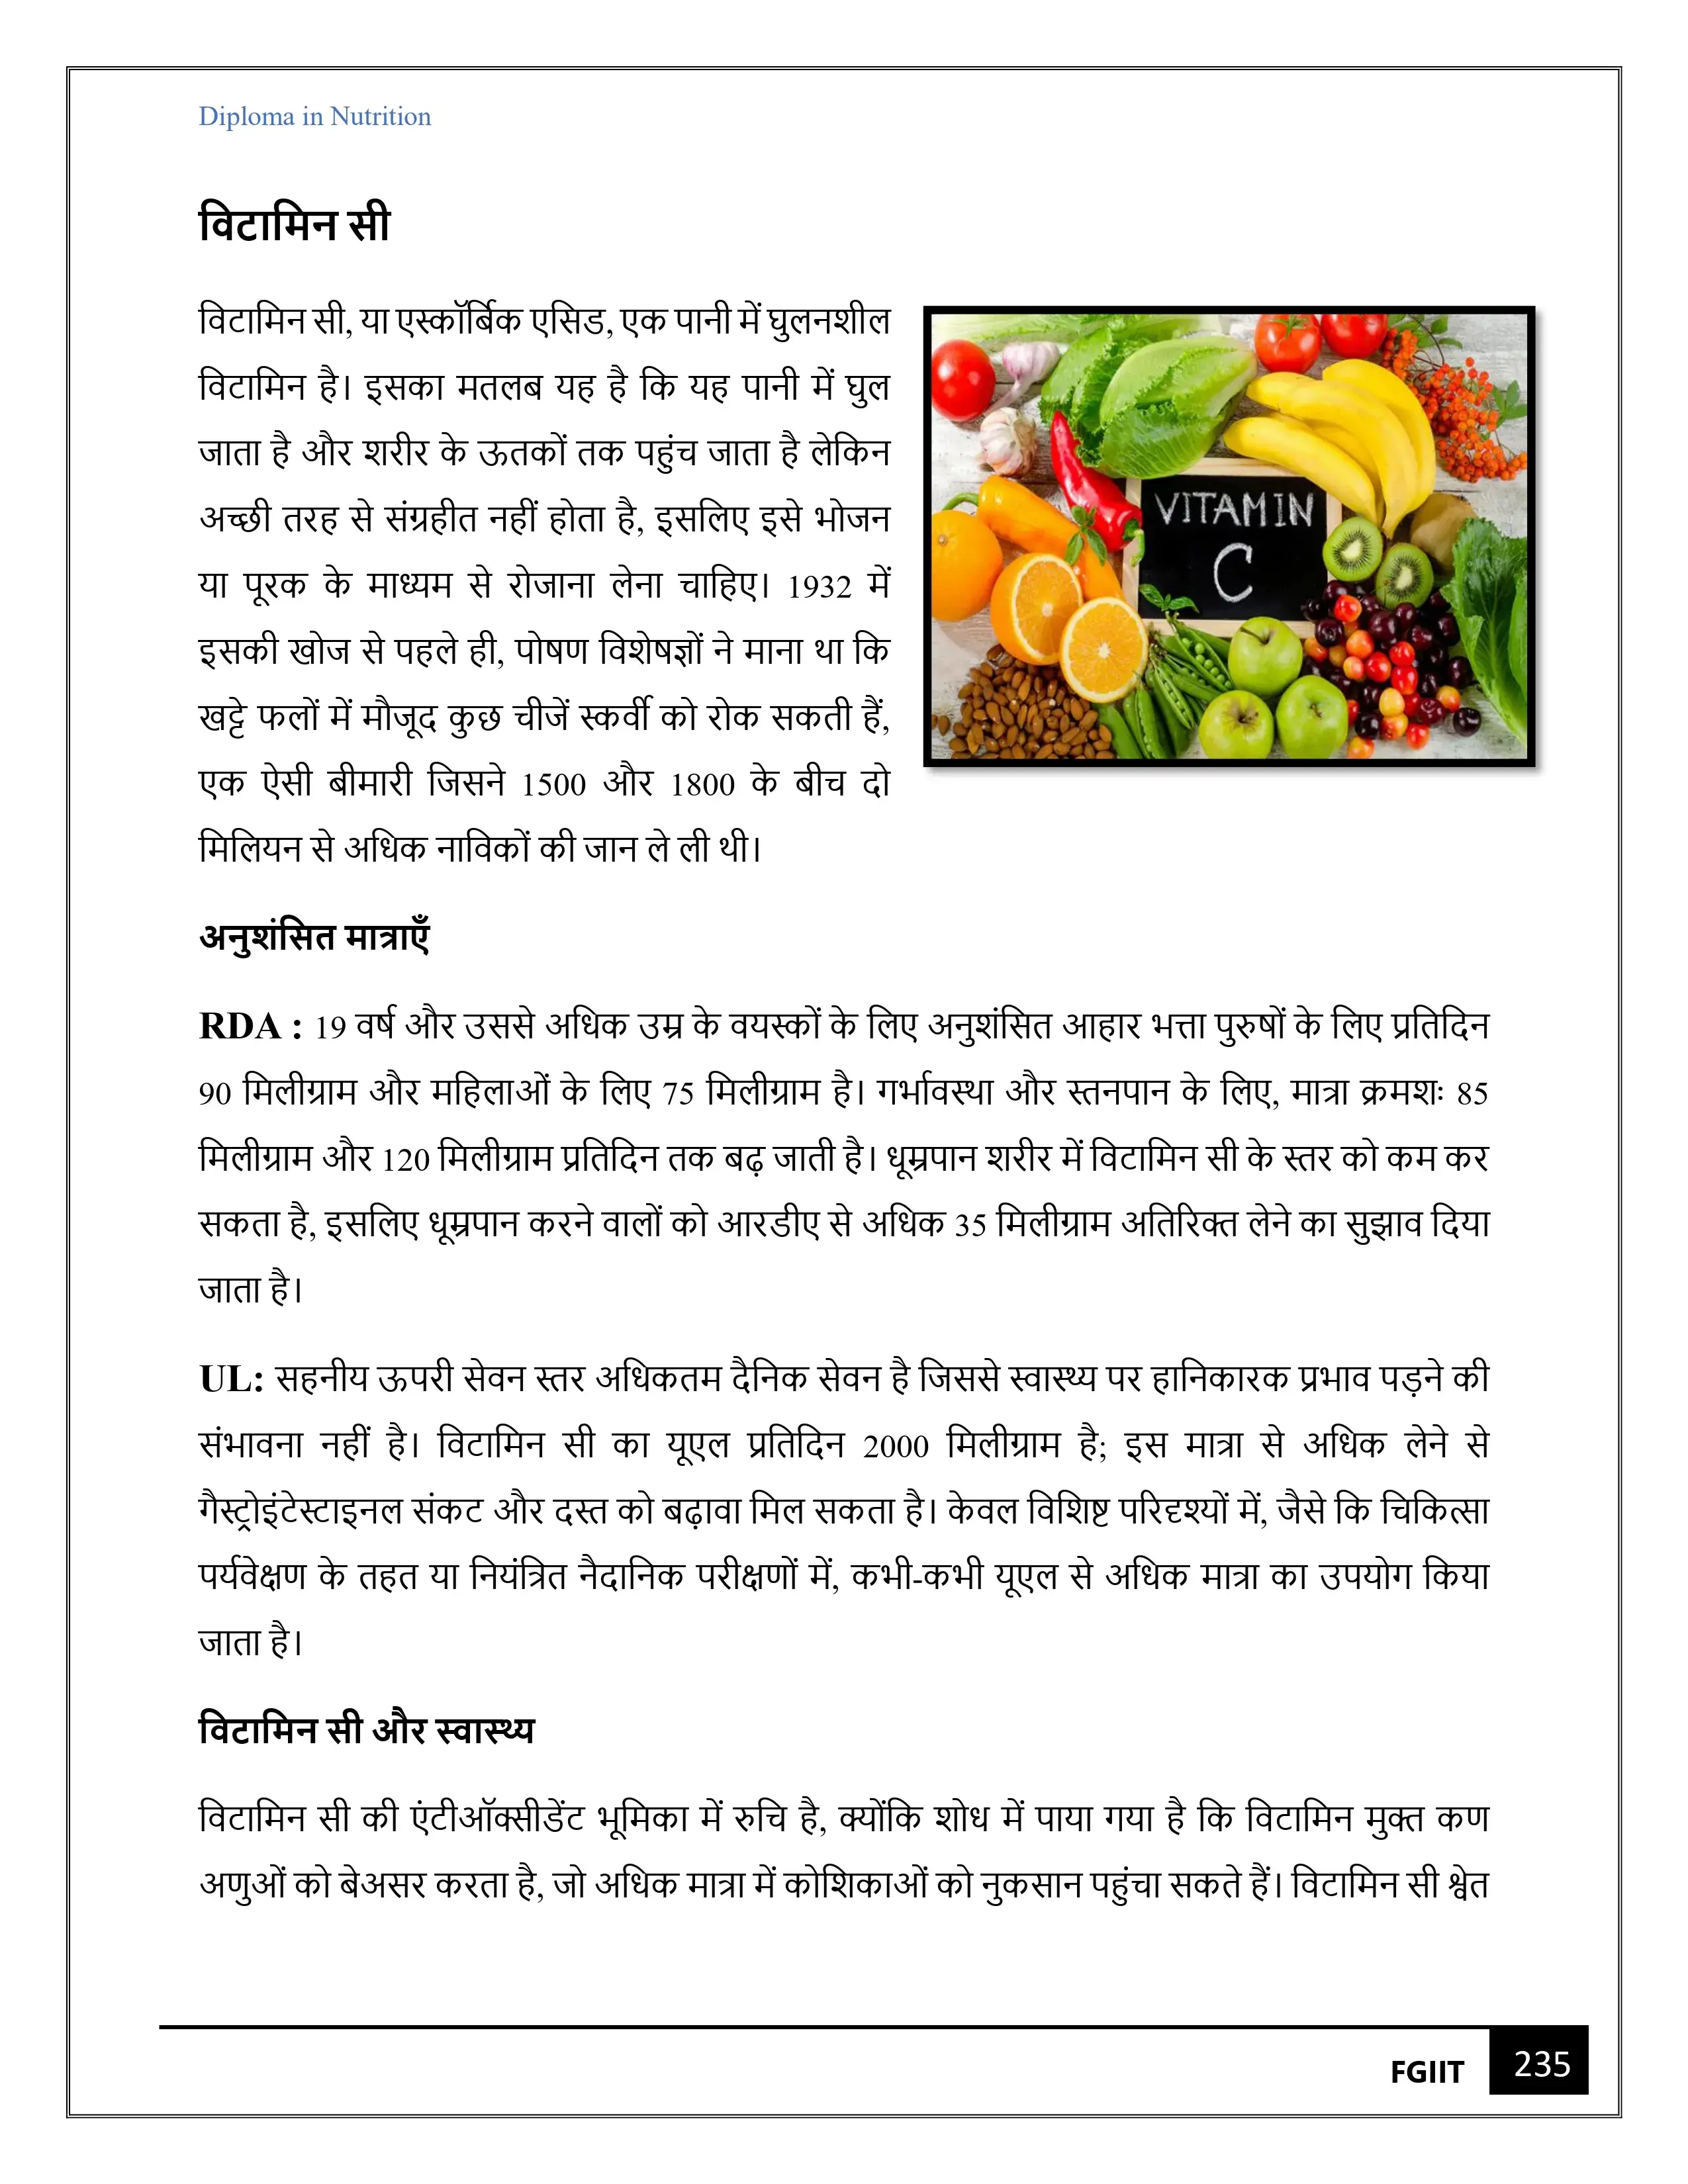 Diploma in Nutrition
विटामिन सी
विटामिन सी, या एस्कॉर्बिक एसिड, एक पानी में घुलनशील
विटामिन है। इसका मतलब यह है कि यह पानी में घुल
जाता है और शरीर के ऊतकों तक पहुंच जाता है लेकिन
अच्छी तरह से संग्रहीत नहीं होता है, इसलिए इसे भोजन
या पूरक के माध्यम से रोजाना लेना चाहिए। 1932 में
इसकी खोज से पहले ही, पोषण विशेषज्ञों ने माना था कि
खट्टे फलों में मौजूद कुछ चीजें स्कर्वी को रोक सकती हैं,
एक ऐसी बीमारी जिसने 1500 और 1800 के बीच दो
मिलियन से अधिक नाविकों की जान ले ली थी।
VITAMIN
C
अनुशंसित मात्राएँ
RDA : 19 वर्ष और उससे अधिक उम्र के वयस्कों के लिए अनुशंसित आहार भत्ता पुरुषों के लिए प्रतिदिन
90 मिलीग्राम और महिलाओं के लिए 75 मिलीग्राम है। गर्भावस्था और स्तनपान के लिए, मात्रा क्रमशः 85
मिलीग्राम और 120 मिलीग्राम प्रतिदिन तक बढ़ जाती है। धूम्रपान शरीर में विटामिन सी के स्तर को कम कर
सकता है, इसलिए धूम्रपान करने वालों को आरडीए से अधिक 35 मिलीग्राम अतिरिक्त लेने का सुझाव दिया
जाता है।
UL: सहनीय ऊपरी सेवन स्तर अधिकतम दैनिक सेवन है जिससे स्वास्थ्य पर हानिकारक प्रभाव पड़ने की
संभावना नहीं है। विटामिन सी का यूएल प्रतिदिन 2000 मिलीग्राम है; इस मात्रा से अधिक लेने से
गैस्ट्रोइंटेस्टाइनल संकट और दस्त को बढ़ावा मिल सकता है। केवल विशिष्ट परिदृश्यों में, जैसे कि चिकित्सा
पर्यवेक्षण के तहत या नियंत्रित नैदानिक परीक्षणों में, कभी-कभी यूएल से अधिक मात्रा का उपयोग किया
जाता है।
विटामिन सी और स्वास्थ्य
विटामिन सी की एंटीऑक्सीडेंट भूमिका में रुचि है, क्योंकि शोध में पाया गया है कि विटामिन मुक्त कण
अणुओं को बेअसर करता है, जो अधिक मात्रा में कोशिकाओं को नुकसान पहुंचा सकते हैं। विटामिन सी श्वेत
FGIIT 235